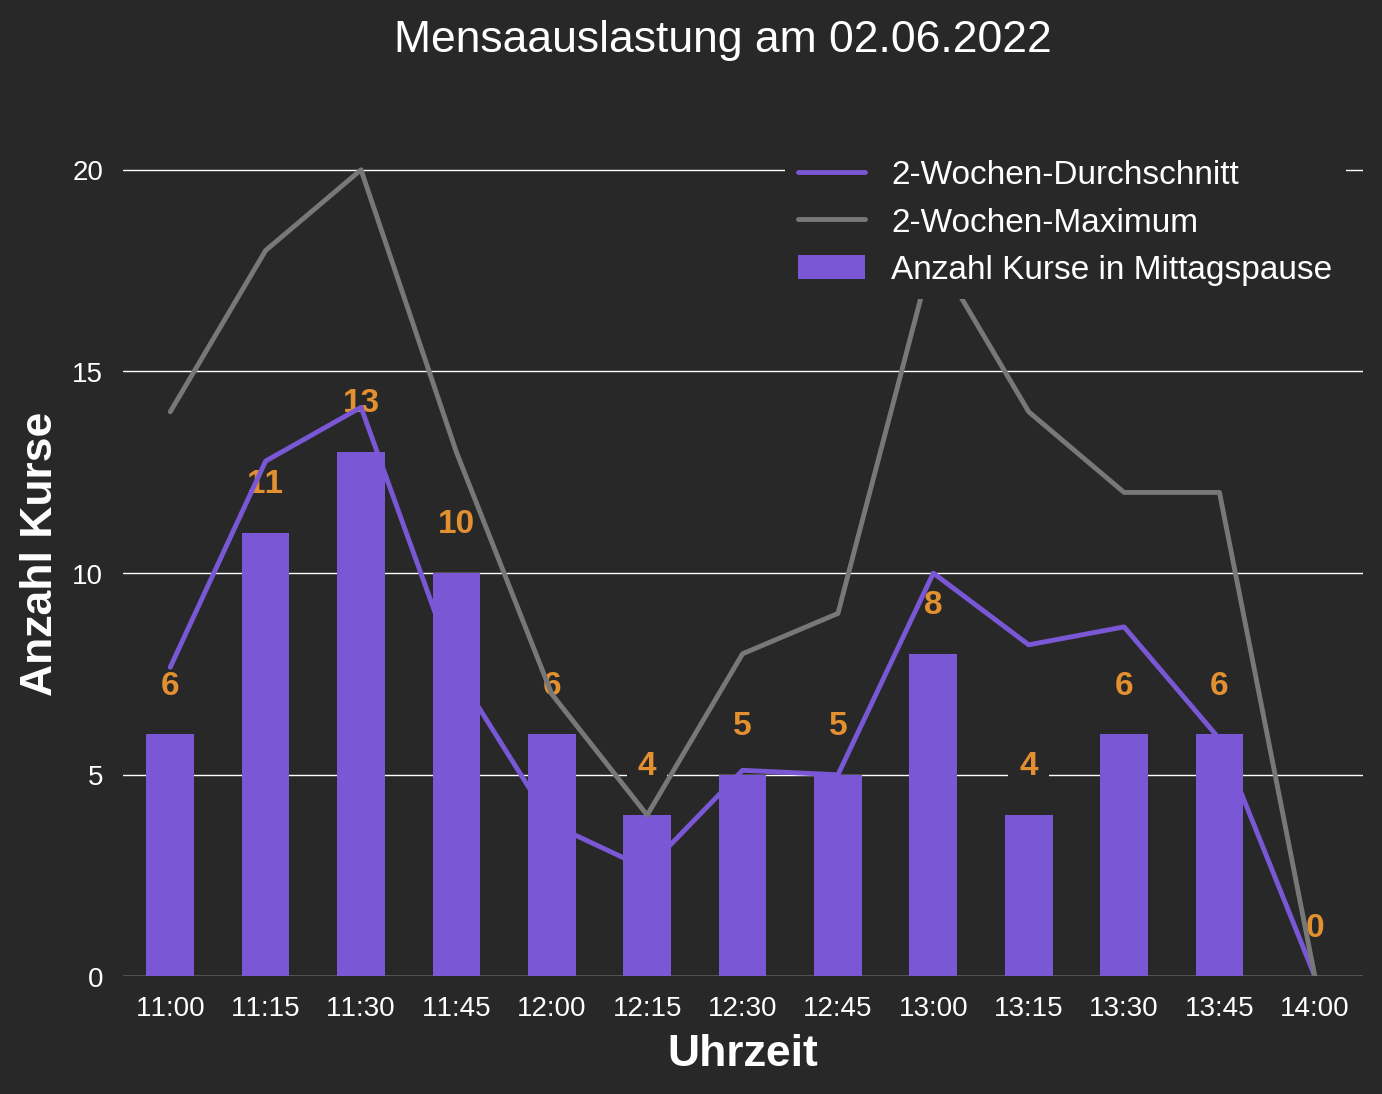 Mensaauslastung am 02.06.2022
2-Wochen-Durchschnitt
2-Wochen-Maximum
Anzahl Kurse in Mittagspause
Anzahl Kurse
20
15
10
5
0
6
11
13
10
6
4
5
5
8
4
6
6
0
11:00 11:15 11:30 11:45 12:00 12:15 12:30 12:45 13:00 13:15 13:30 13:45 14:00
Uhrzeit